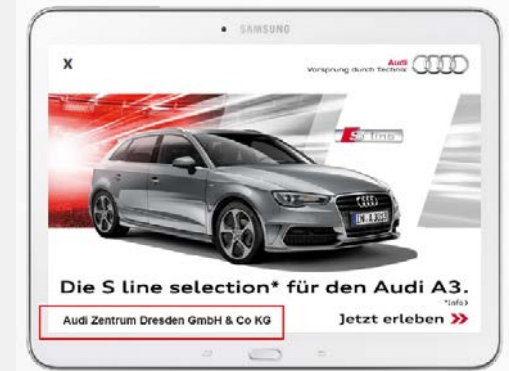 SAMSUNG
X
Audi
Vorsprung durch Technik
S line
Die S line selection* für den Audi A3.
*Info>
Audi Zentrum Dresden GmbH & Co KG
Jetzt erleben